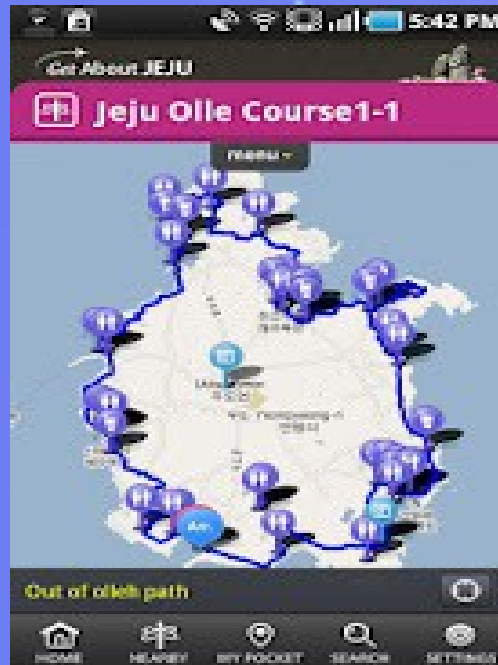 5:42 PM
Get About JEJU
Jeju Olle Course1-1
menu
Out of olleh path
HOME
NEARBY
MY POCKET
SEARCH
SETTINGS